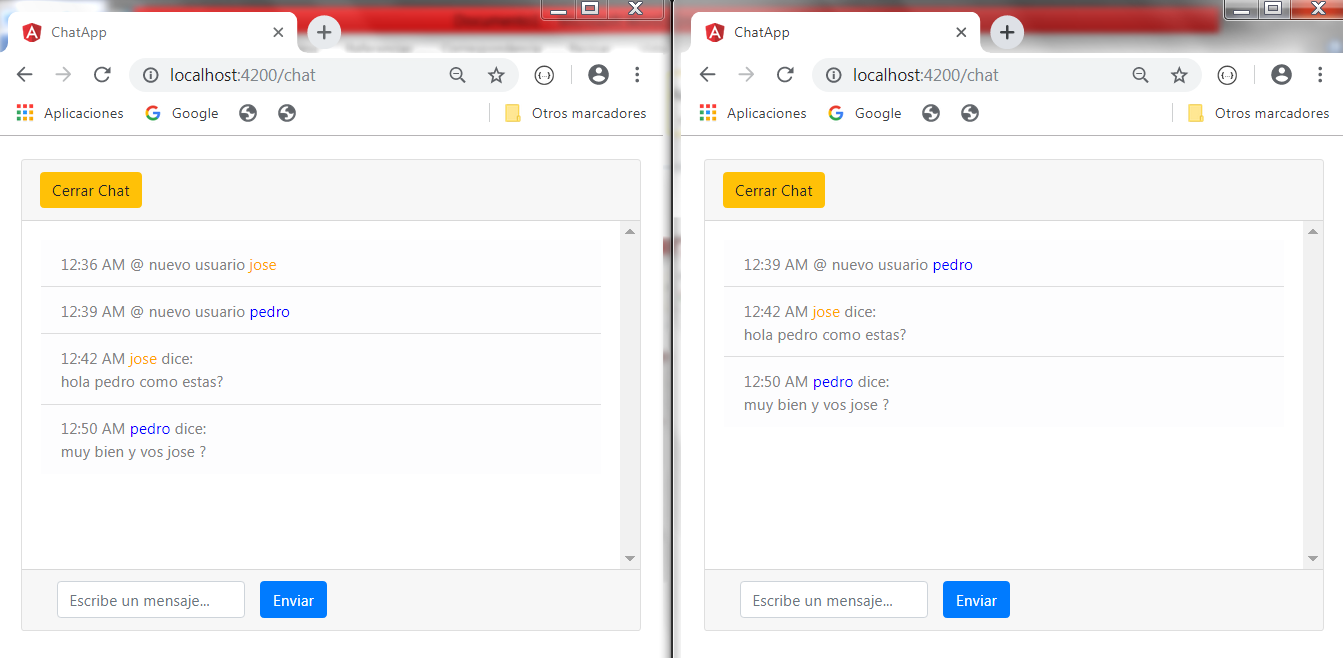 ChatApp
localhost:4200/chat
Aplicaciones
Google
Otros marcadores
Cerrar Chat
12:36 AM @ nuevo usuario jose
12:39 AM @ nuevo usuario pedro
12:42 AM jose dice:
hola pedro como estas?
12:50 AM pedro dice:
muy bien y vos jose ?
Escribe un mensaje...
Enviar
ChatApp
localhost:4200/chat
Aplicaciones
Google
Otros marcadores
Cerrar Chat
12:39 AM @ nuevo usuario pedro
12:42 AM jose dice:
hola pedro como estas?
12:50 AM pedro dice:
muy bien y vos jose ?
Escribe un mensaje...
Enviar